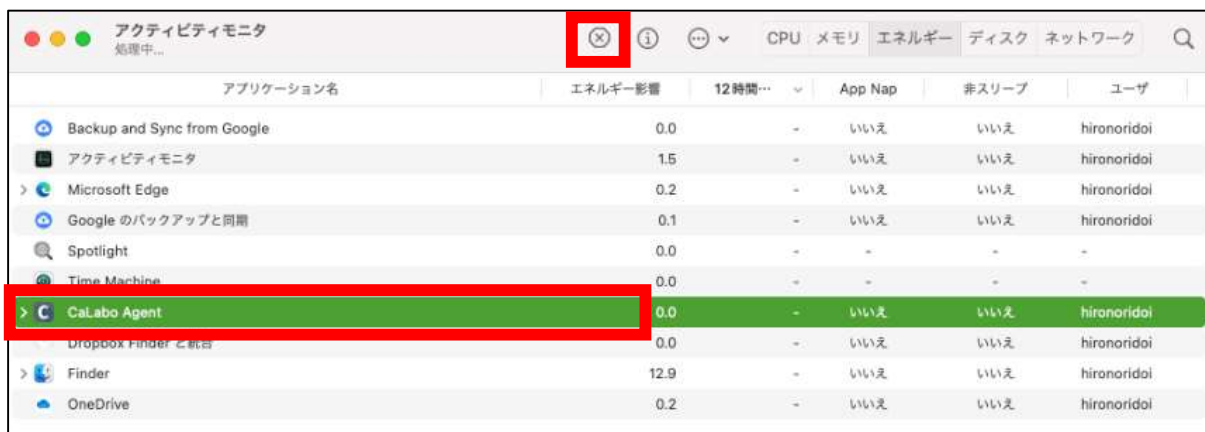 アクティビティモニタ
処理中...
CPU メモリ エネルギー ディスク ネットワーク
アプリケーション名 エネルギー影響 12時間… App Nap 非スリープ ユーザ
Backup and Sync from Google 0.0 - いいえ いいえ hironoridoi
アクティビティモニタ 1.5 - いいえ いいえ hironoridoi
Microsoft Edge 0.2 - いいえ いいえ hironoridoi
Google のバックアップと同期 0.1 - いいえ いいえ hironoridoi
Spotlight 0.0 - - - -
Time Machine 0.0 - - - -
CaLabo Agent 0.0 - いいえ いいえ hironoridoi
Dropbox Finder と統合 0.0 - いいえ いいえ hironoridoi
Finder 12.9 - いいえ いいえ hironoridoi
OneDrive 0.2 - いいえ いいえ hironoridoi